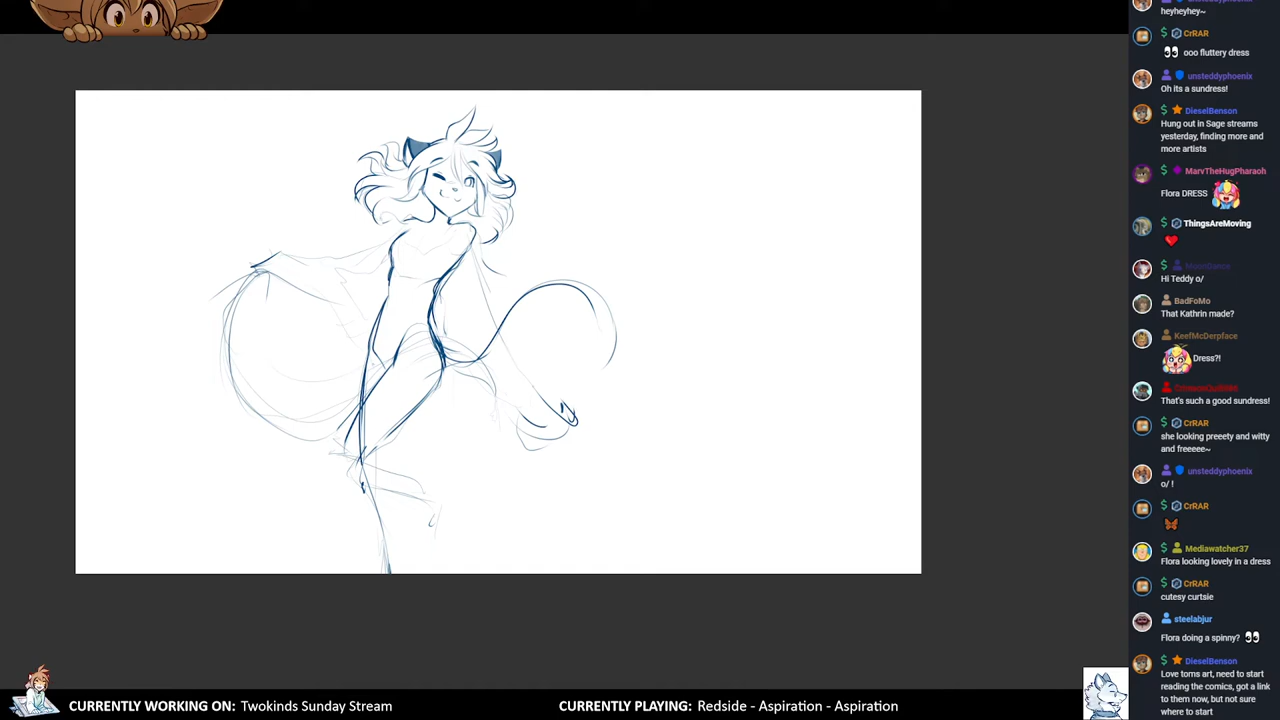 heyheyhey~
CrRAR
ooo fluttery dress
unsteddyphoenix
Oh its a sundress!
DieselBenson
Hung out in Sage streams
yesterday, finding more and
more artists
MarvTheHugPharaoh
Flora DRESS
ThingsAreMoving
MoonDance
Hi Teddy o/
BadFoMo
That Kathrin made?
KeefMcDerpface
Dress?!
That's such a good sundress!
CrRAR
she looking preeety and witty
and freeeee~
unsteddyphoenix
o/ !
CrRAR
Mediawatcher37
Flora looking lovely in a dress
CrRAR
cutesy curtsie
steelabjur
Flora doing a spinny?
DieselBenson
Love toms art, need to start
reading the comics, got a link
to them now, but not sure
where to start
CURRENTLY WORKING ON: Twokinds Sunday Stream
CURRENTLY PLAYING: Redside - Aspiration - Aspiration